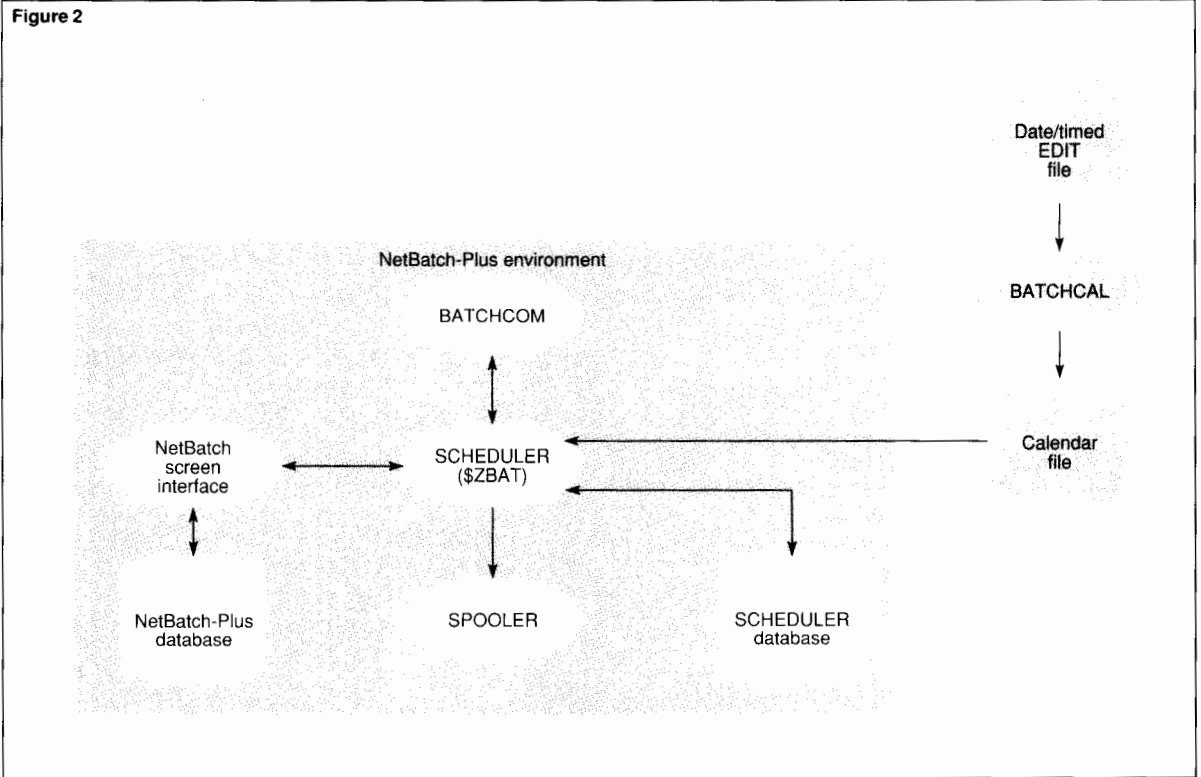 Figure 2
Date/timed
EDIT
file
NetBatch-Plus environment
BATCHCAL
BATCHCOM
NetBatch
screen
interface
SCHEDULER
($ZBAT)
Calendar
file
NetBatch-Plus
database
SPOOLER
SCHEDULER
database